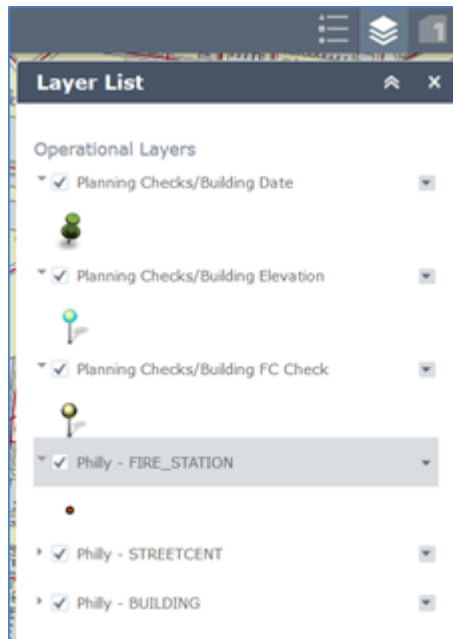 1
Layer List
Operational Layers
Planning Checks/Building Date
Planning Checks/Building Elevation
Planning Checks/Building FC Check
Philly - FIRE_STATION
Philly - STREETCENT
Philly - BUILDING